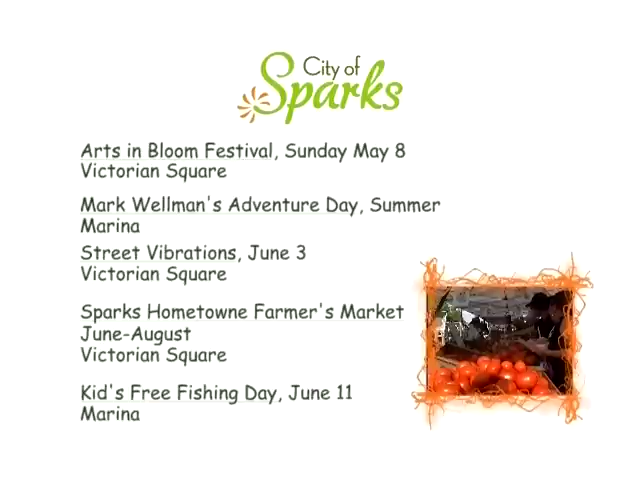 City of
Sparks
Arts in Bloom Festival, Sunday May 8
Victorian Square
Mark Wellman's Adventure Day, Summer
Marina
Street Vibrations, June 3
Victorian Square
Sparks Hometowne Farmer's Market
June-August
Victorian Square
Kid's Free Fishing Day, June 11
Marina